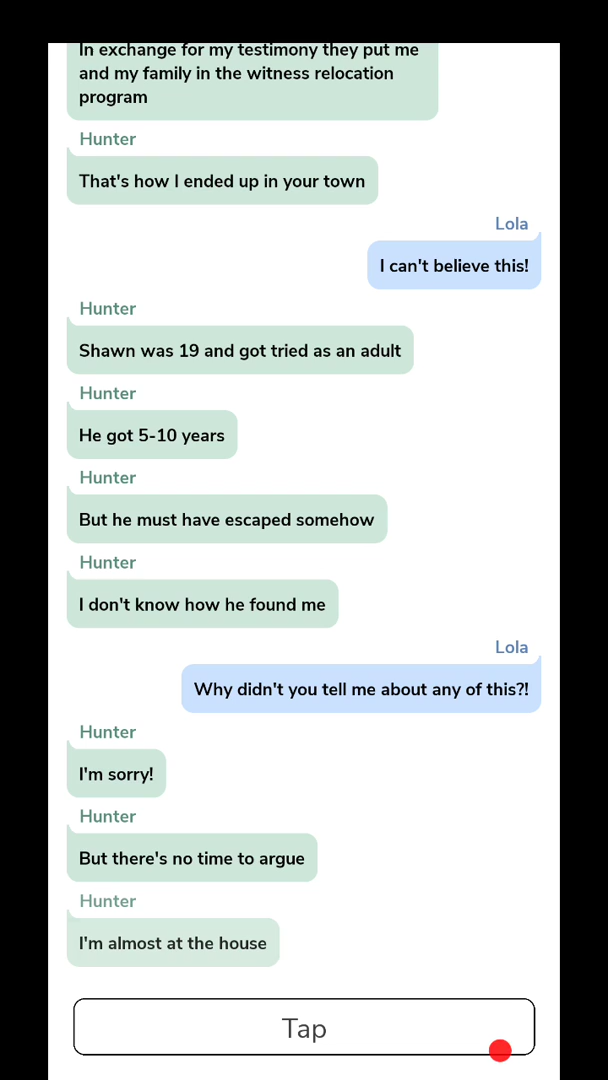 In exchange for my testimony they put me
and my family in the witness relocation
program
Hunter
That's how I ended up in your town
Lola
I can't believe this!
Hunter
Shawn was 19 and got tried as an adult
Hunter
He got 5-10 years
Hunter
But he must have escaped somehow
Hunter
I don't know how he found me
Lola
Why didn't you tell me about any of this?!
Hunter
I'm sorry!
Hunter
But there's no time to argue
Hunter
I'm almost at the house
Tap